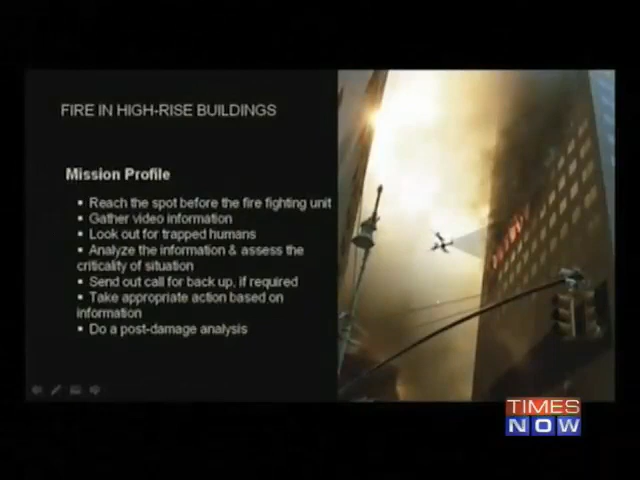 FIRE IN HIGH-RISE BUILDINGS
Mission Profile
▪ Reach the spot before the fire fighting unit
▪ Gather video information
▪ Look out for trapped humans
▪ Analyze the information & assess the
criticality of situation
▪ Send out call for back up, if required
▪ Take appropriate action based on
information
▪ Do a post-damage analysis
TIMES
NOW